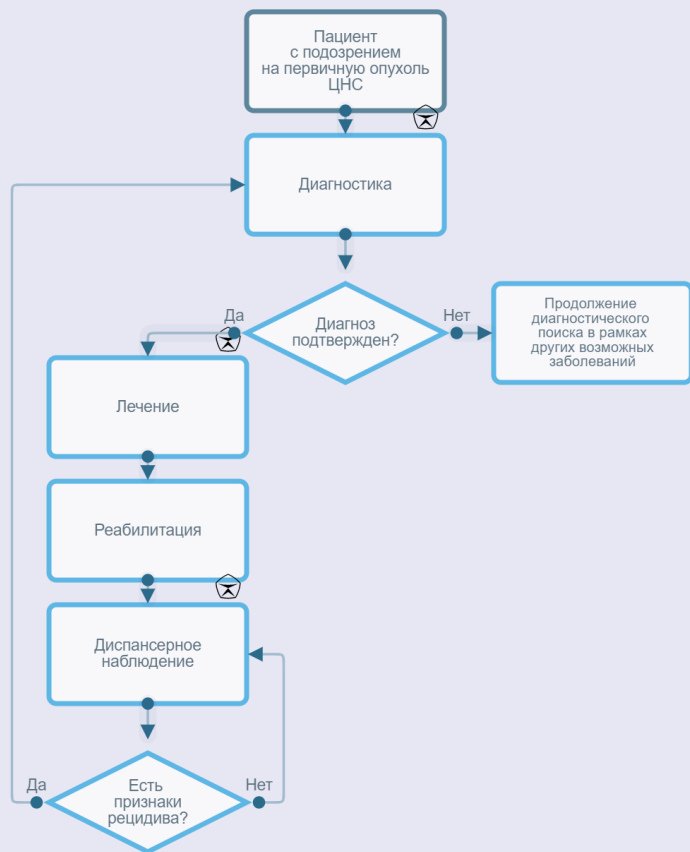 Пациент
с подозрением
на первичную опухоль
ЦНС
Диагностика
Да
Диагноз
подтвержден?
Нет
Продолжение
диагностического
поиска в рамках
других возможных
заболеваний
Лечение
Реабилитация
Диспансерное
наблюдение
Да
Есть
признаки
рецидива?
Нет